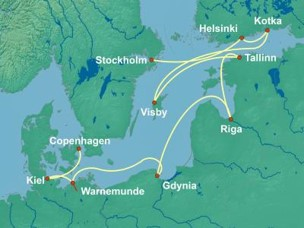 Helsinki
Kotka
Stockholm
Tallinn
Visby
Riga
Copenhagen
Kiel
Warnemunde
Gdynia